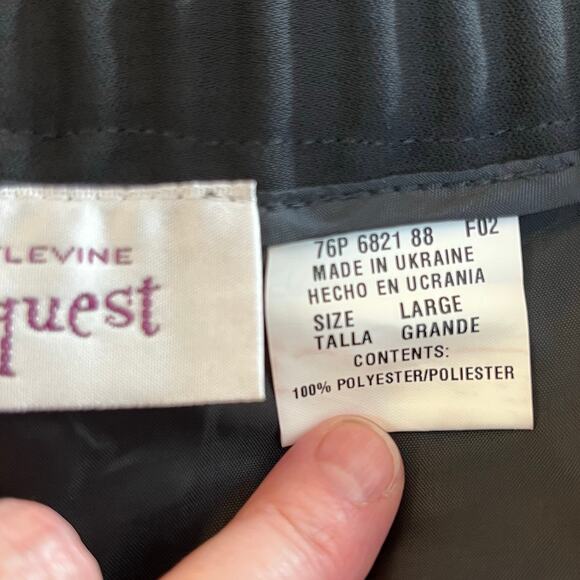 LEVINE
quest
76P 6821 88 F02
MADE IN UKRAINE
HECHO EN UCRANIA
SIZE LARGE
TALLA GRANDE
CONTENTS:
100% POLYESTER/POLIESTER